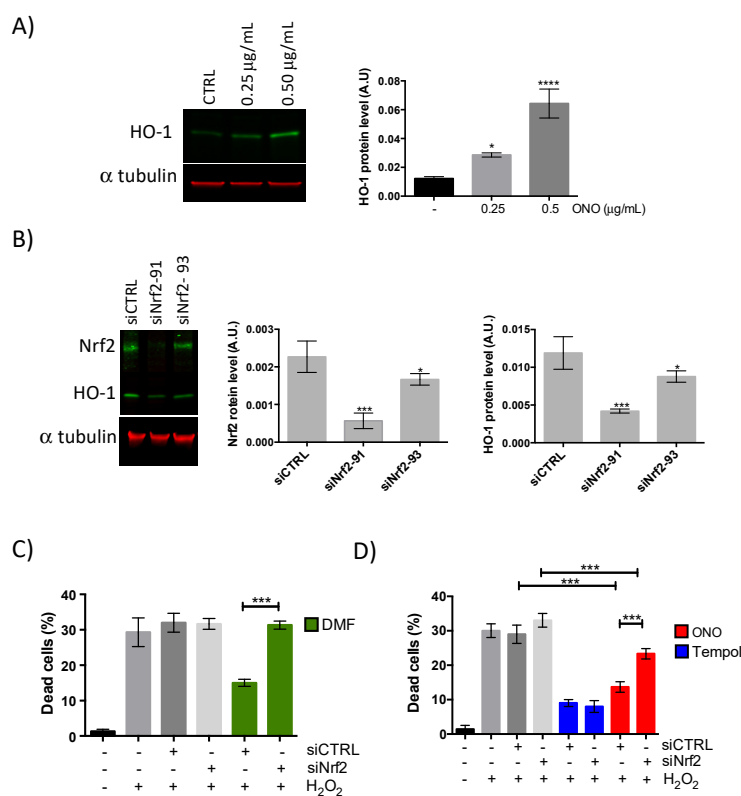 A)
CTRL
0.25 µg/mL
0.50 µg/mL
HO-1
α tubulin
HO-1 protein level (A.U)
0.08
0.06
0.04
0.02
0.00
*
****
- 0.25 0.5 ONO (µg/mL)
B)
siCTRL
siNrf2-91
siNrf2- 93
Nrf2
HO-1
α tubulin
Nrf2 rotein level (A.U.)
0.003
0.002
0.001
0.000
***
*
siCTRL
siNrf2-91
siNrf2-93
HO-1 protein level (A.U.)
0.015
0.010
0.005
0.000
***
*
siCTRL
siNrf2-91
siNrf2-93
C)
Dead cells (%)
40
30
20
10
0
***
DMF
- - + - + - siCTRL
- - - + - + siNrf2
- + + + + + H2O2
D)
Dead cells (%)
40
30
20
10
0
***
***
***
ONO
Tempol
siCTRL - - + - + - + -
siNrf2 - - - + - + - +
H2O2 - + + + + + + +